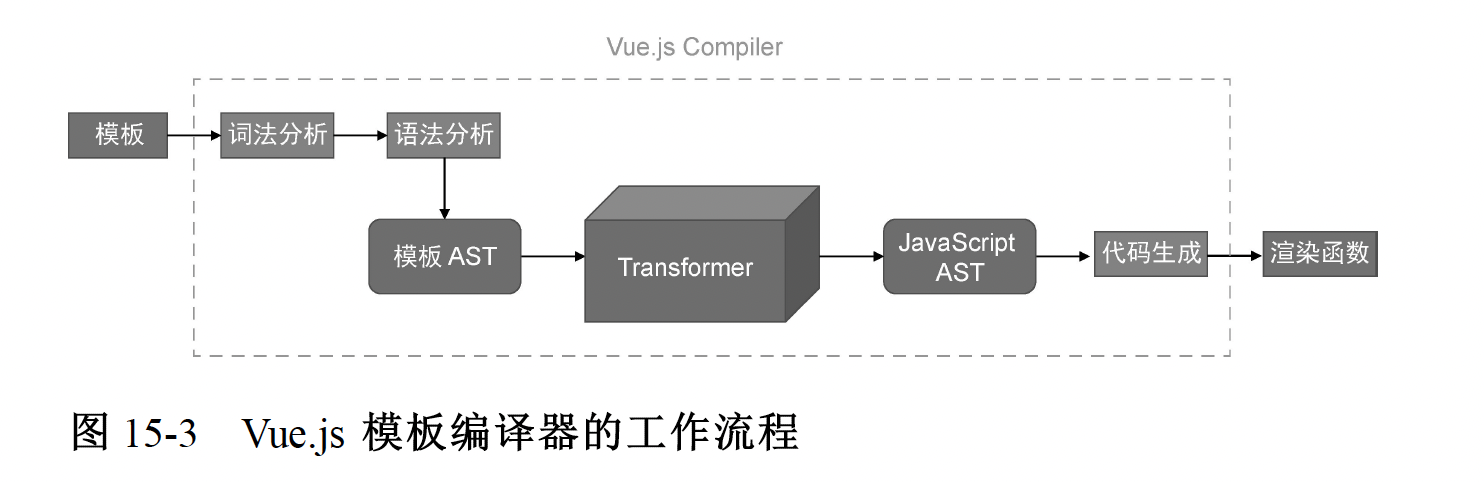 Vue.js Compiler
模板
词法分析
语法分析
模板 AST
Transformer
JavaScript
AST
代码生成
渲染函数
图 15-3 Vue.js 模板编译器的工作流程